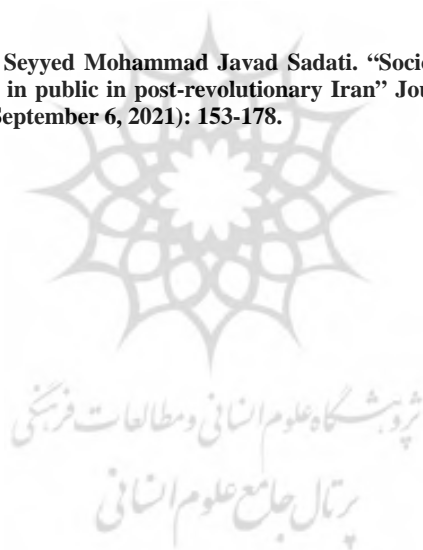 Seyyed Mohammad Javad Sadati. “Socie
in public in post-revolutionary Iran” Jou
September 6, 2021): 153-178.
پژوهشگاه علوم انسانی و مطالعات فرهنگی
پرتال جامع علوم انسانی